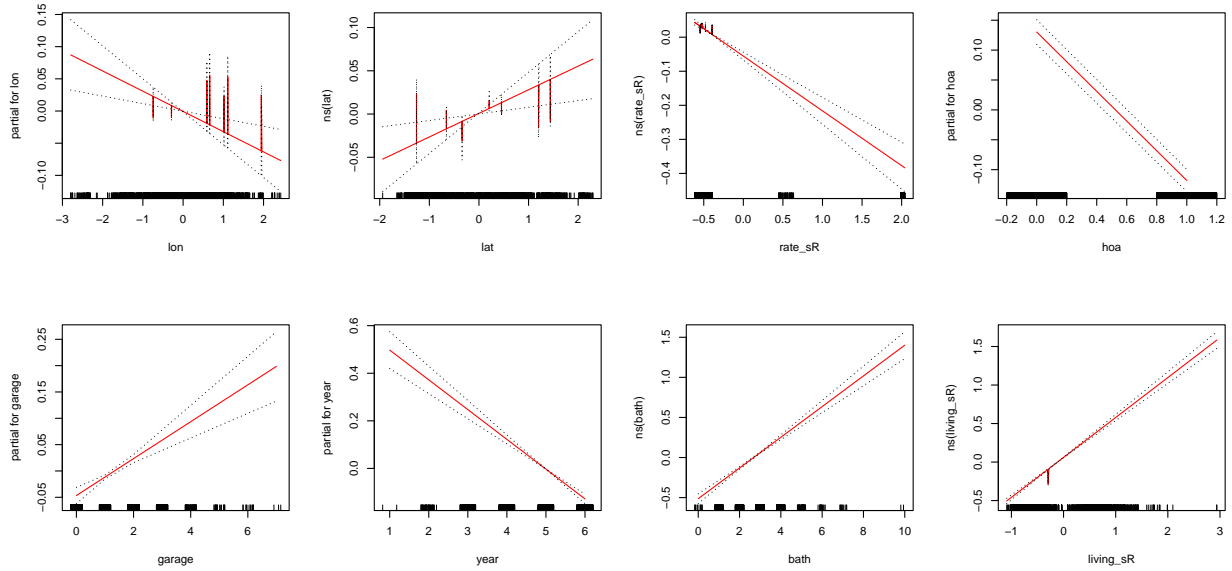 partial for lon
−0.10 0.00 0.05 0.10 0.15
−3 −2 −1 0 1 2
lon
ns(lat)
−0.05 0.00 0.05 0.10
−2 −1 0 1 2
lat
ns(rate_sR)
−0.4 −0.3 −0.2 −0.1 0.0
−0.5 0.0 0.5 1.0 1.5 2.0
rate_sR
partial for hoa
−0.10 0.00 0.05 0.10 0.15
−0.2 0.0 0.2 0.4 0.6 0.8 1.0 1.2
hoa
partial for garage
−0.05 0.05 0.15 0.25
0 2 4 6
garage
partial for year
0.0 0.2 0.4 0.6
1 2 3 4 5 6
year
ns(bath)
−0.5 0.0 0.5 1.0 1.5
0 2 4 6 8 10
bath
ns(living_sR)
−0.5 0.0 0.5 1.0 1.5
−1 0 1 2 3
living_sR